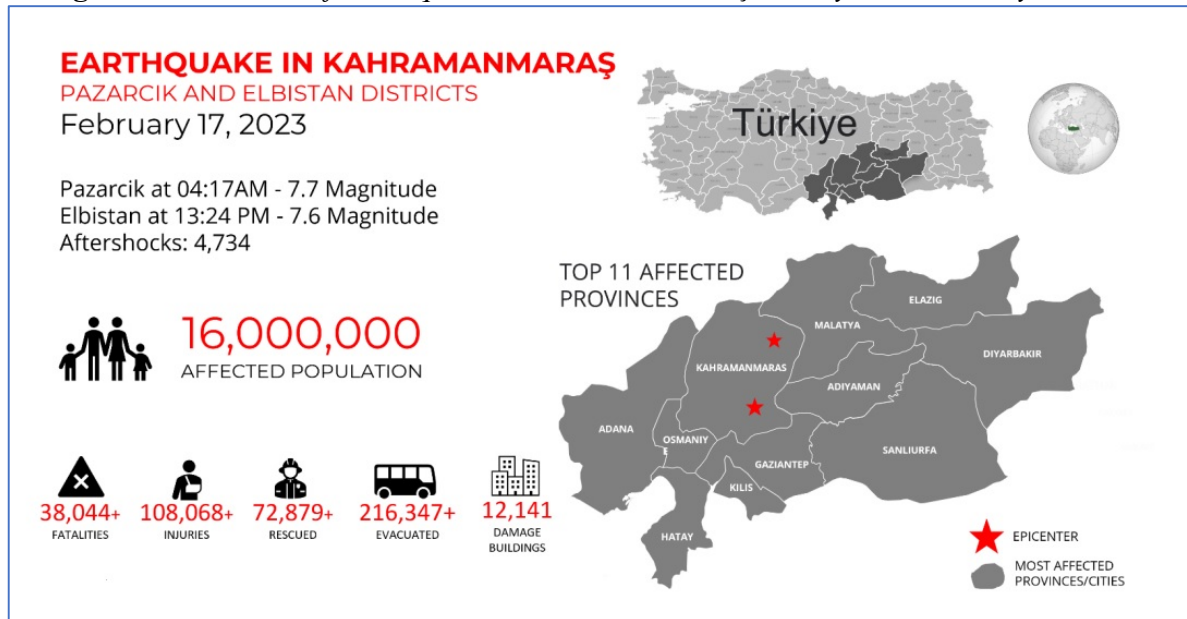 EARTHQUAKE IN KAHRAMANMARAŞ
PAZARCIK AND ELBISTAN DISTRICTS
February 17, 2023
Pazarcik at 04:17AM - 7.7 Magnitude
Elbistan at 13:24 PM - 7.6 Magnitude
Aftershocks: 4,734
16,000,000
AFFECTED POPULATION
38,044+
FATALITIES
108,068+
INJURIES
72,879+
RESCUED
216,347+
EVACUATED
12,141
DAMAGE
BUILDINGS
Türkiye
TOP 11 AFFECTED
PROVINCES
ELAZIG
MALATYA
DIYARBAKIR
KAHRAMANMARAS
ADIYAMAN
ADANA
OSMANIY
E
SANLIURFA
GAZIANTEP
KILIS
HATAY
EPICENTER
MOST AFFECTED
PROVINCES/CITIES